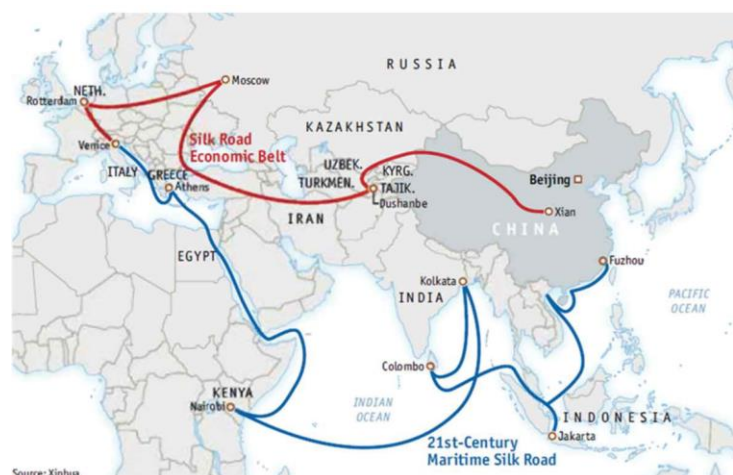 RUSSIA
Moscow
NETH.
Rotterdam
KAZAKHSTAN
Silk Road
Economic Belt
Venice
UZBEK.
KYRG.
ITALY
GREECE
Athens
TURKMEN.
TAJIK.
Dushanbe
Beijing
IRAN
Xian
CHINA
EGYPT
Fuzhou
Kolkata
INDIA
PACIFIC
OCEAN
Colombo
KENYA
Nairobi
INDIAN
OCEAN
INDONESIA
Jakarta
21st-Century
Maritime Silk Road
Source: Xinhua